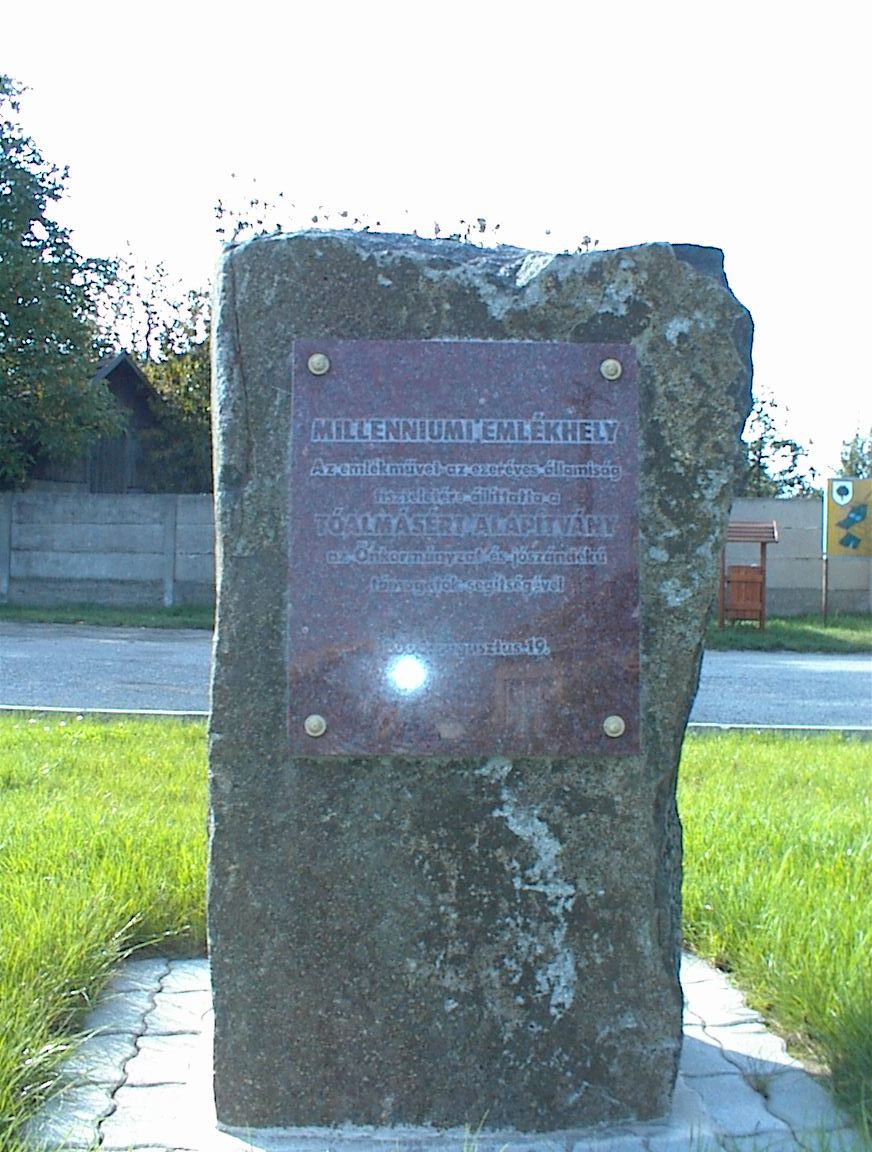 MILLENNIUMI EMLÉKHELY
Az emlékművet az ezeréves államiság
tiszteletére állíttatta a
TÓALMÁSÉRT ALAPÍTVÁNY
az Önkormányzat és jószándékú
támogatók segítségével
augusztus 19.